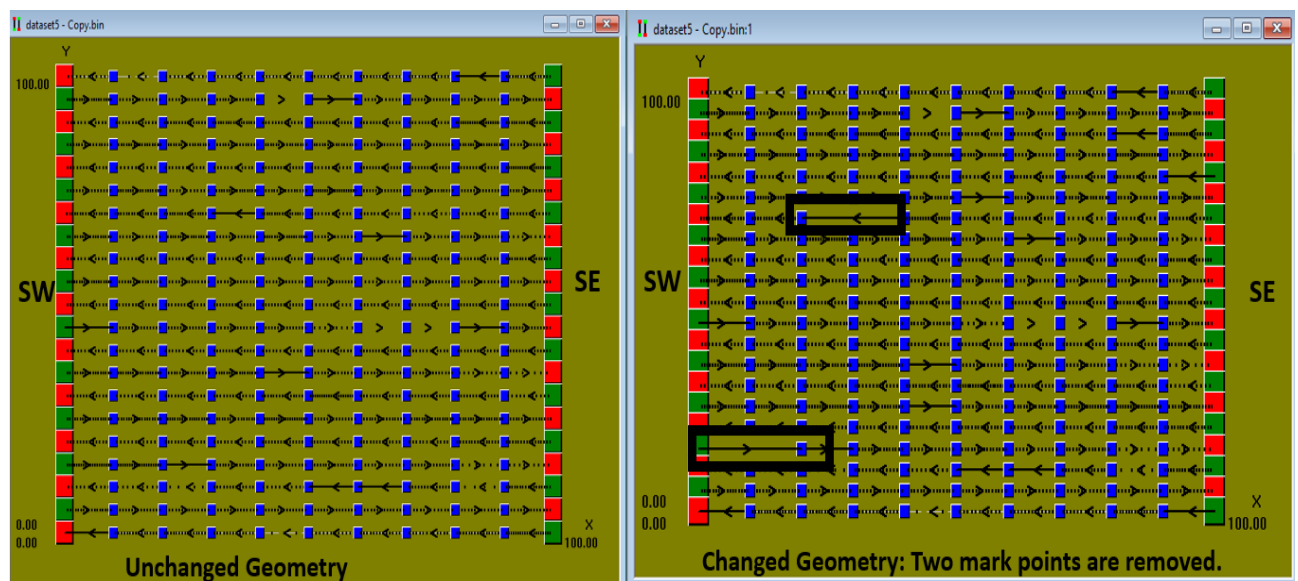 dataset5 - Copy.bin
Y
100.00
SW
SE
0.00
0.00
X
100.00
Unchanged Geometry
dataset5 - Copy.bin:1
Y
100.00
SW
SE
0.00
0.00
X
100.00
Changed Geometry: Two mark points are removed.